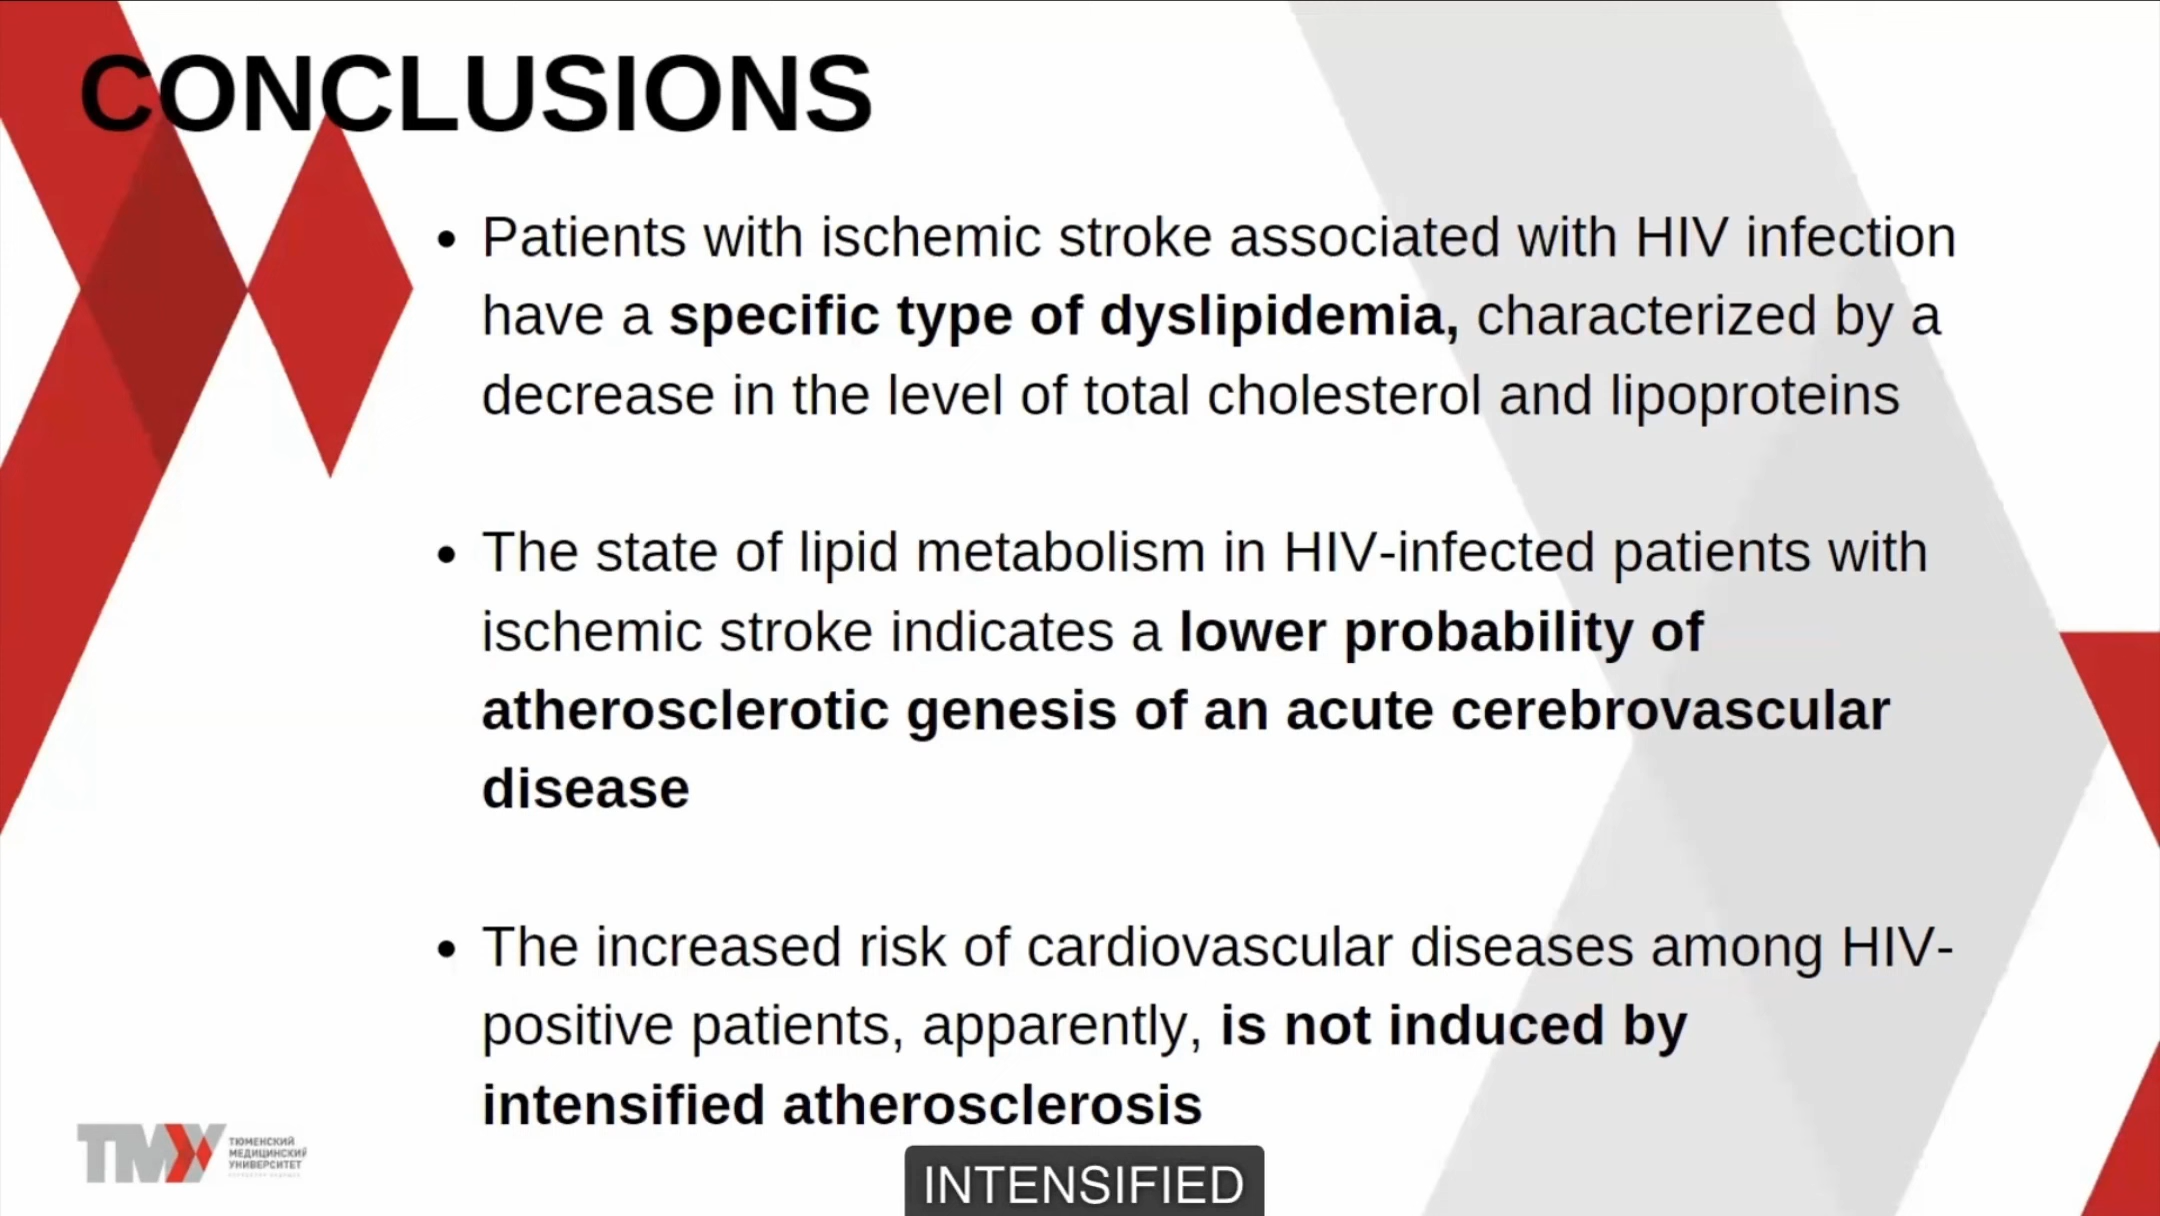 CONCLUSIONS
• Patients with ischemic stroke associated with HIV infection
have a specific type of dyslipidemia, characterized by a
decrease in the level of total cholesterol and lipoproteins
• The state of lipid metabolism in HIV-infected patients with
ischemic stroke indicates a lower probability of
atherosclerotic genesis of an acute cerebrovascular
disease
• The increased risk of cardiovascular diseases among HIV-
positive patients, apparently, is not induced by
intensified atherosclerosis
ТМУ
ТЮМЕНСКИЙ
МЕДИЦИНСКИЙ
УНИВЕРСИТЕТ
INTENSIFIED